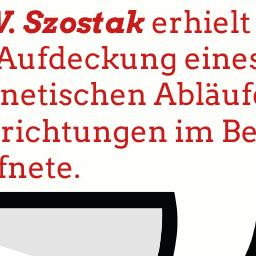 W. Szostak erhielt
Aufdeckung eines
netischen Abläufe
richtungen im Be
fnete.